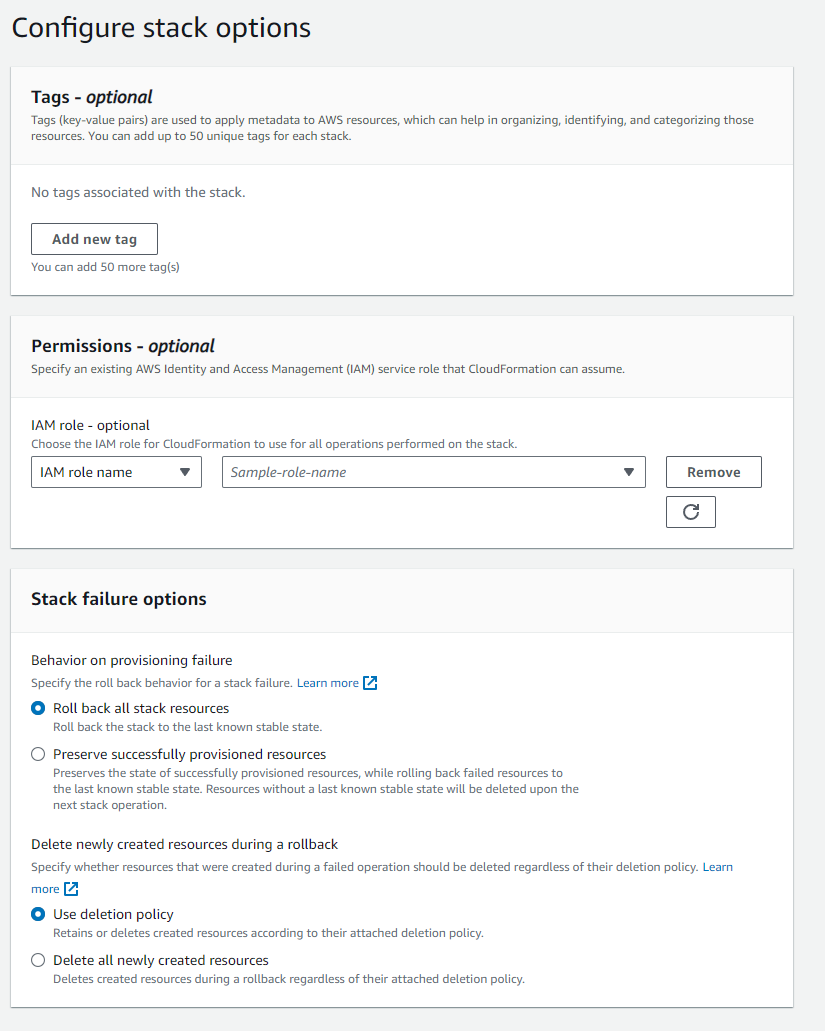 Configure stack options
Tags - optional
Tags (key-value pairs) are used to apply metadata to AWS resources, which can help in organizing, identifying, and categorizing those
resources. You can add up to 50 unique tags for each stack.
No tags associated with the stack.
Add new tag
You can add 50 more tag(s)
Permissions - optional
Specify an existing AWS Identity and Access Management (IAM) service role that CloudFormation can assume.
IAM role - optional
Choose the IAM role for CloudFormation to use for all operations performed on the stack.
IAM role name
Sample-role-name
Remove
Stack failure options
Behavior on provisioning failure
Specify the roll back behavior for a stack failure. Learn more
Roll back all stack resources
Roll back the stack to the last known stable state.
Preserve successfully provisioned resources
Preserves the state of successfully provisioned resources, while rolling back failed resources to
the last known stable state. Resources without a last known stable state will be deleted upon the
next stack operation.
Delete newly created resources during a rollback
Specify whether resources that were created during a failed operation should be deleted regardless of their deletion policy. Learn
more
Use deletion policy
Retains or deletes created resources according to their attached deletion policy.
Delete all newly created resources
Deletes created resources during a rollback regardless of their attached deletion policy.